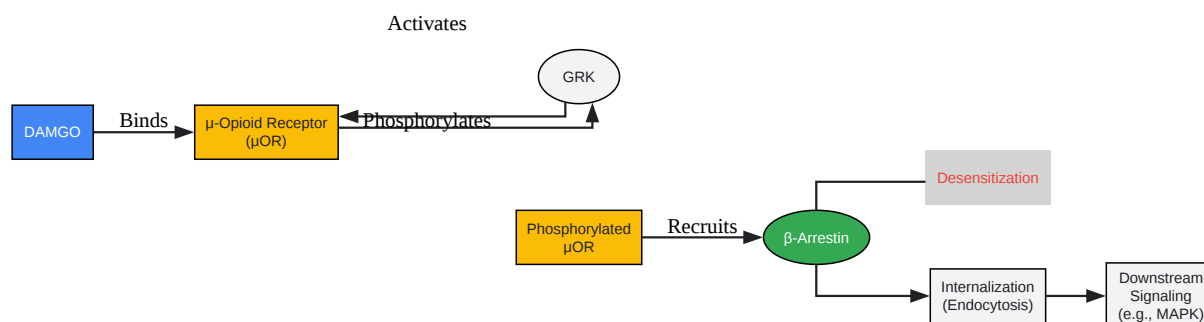 Activates
GRK
DAMGO
Binds
μ-Opioid Receptor
(μOR)
Phosphorylates
Desensitization
Phosphorylated
μOR
Recruits
β-Arrestin
Internalization
(Endocytosis)
Downstream
Signaling
(e.g., MAPK)